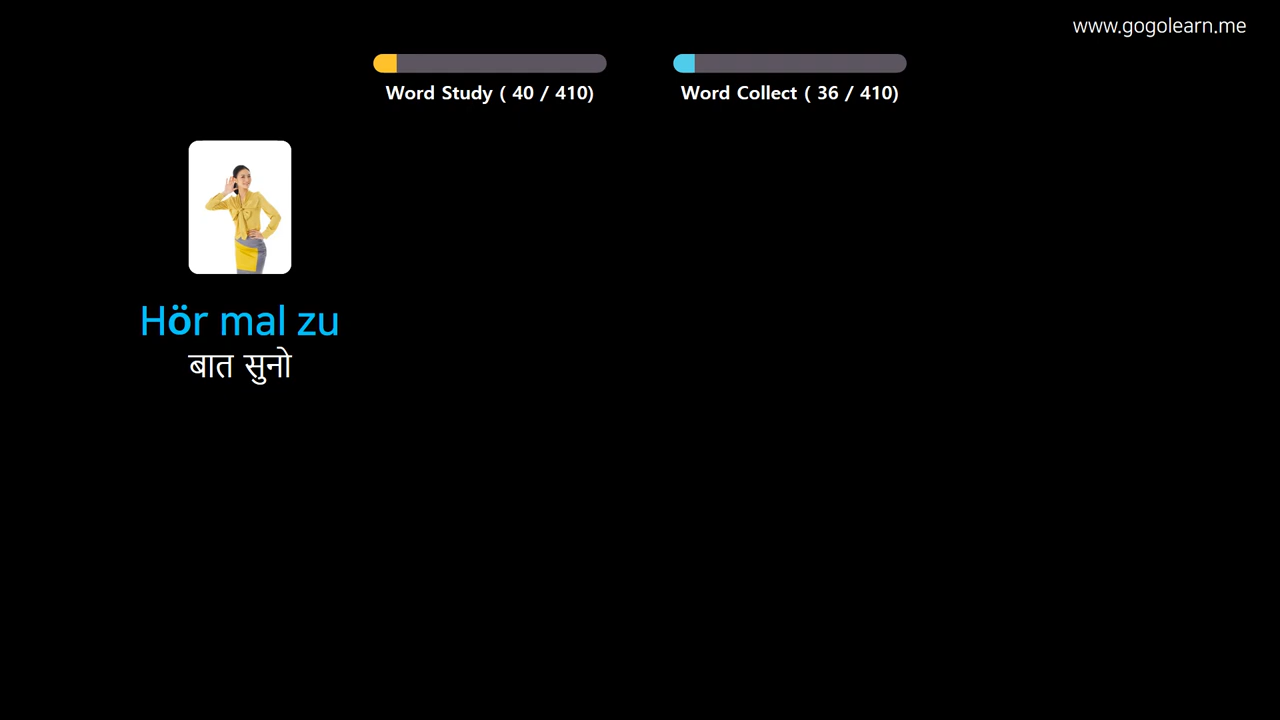 www.gogolearn.me
Word Study ( 40 / 410)
Word Collect ( 36 / 410)
Hör mal zu
बात सुनो